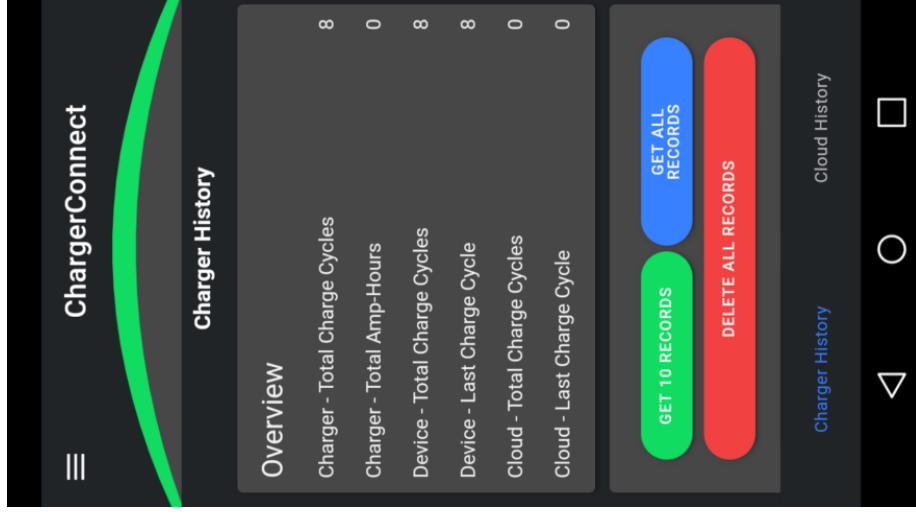 ChargerConnect
Charger History
Overview
Charger - Total Charge Cycles 8
Charger - Total Amp-Hours 0
Device - Total Charge Cycles 8
Device - Last Charge Cycle 8
Cloud - Total Charge Cycles 0
Cloud - Last Charge Cycle 0
GET 10 RECORDS
GET ALL
RECORDS
DELETE ALL RECORDS
Charger History
Cloud History